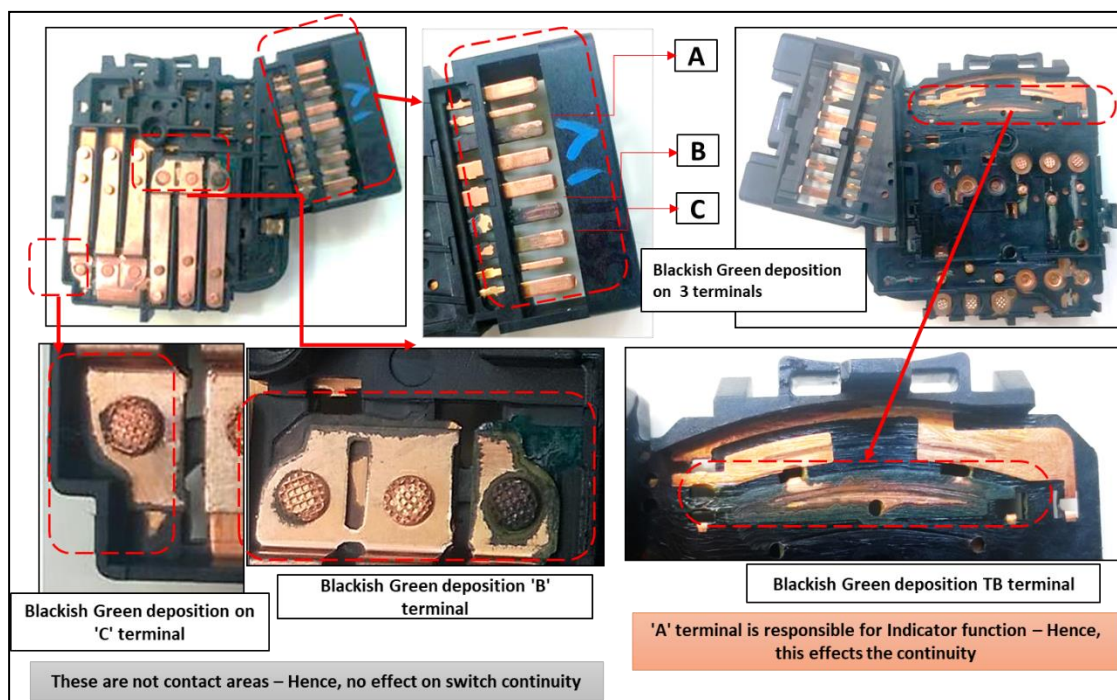 A
B
C
Blackish Green deposition
on 3 terminals
Blackish Green deposition on
'C' terminal
Blackish Green deposition 'B'
terminal
Blackish Green deposition TB terminal
'A' terminal is responsible for Indicator function – Hence,
this effects the continuity
These are not contact areas – Hence, no effect on switch continuity